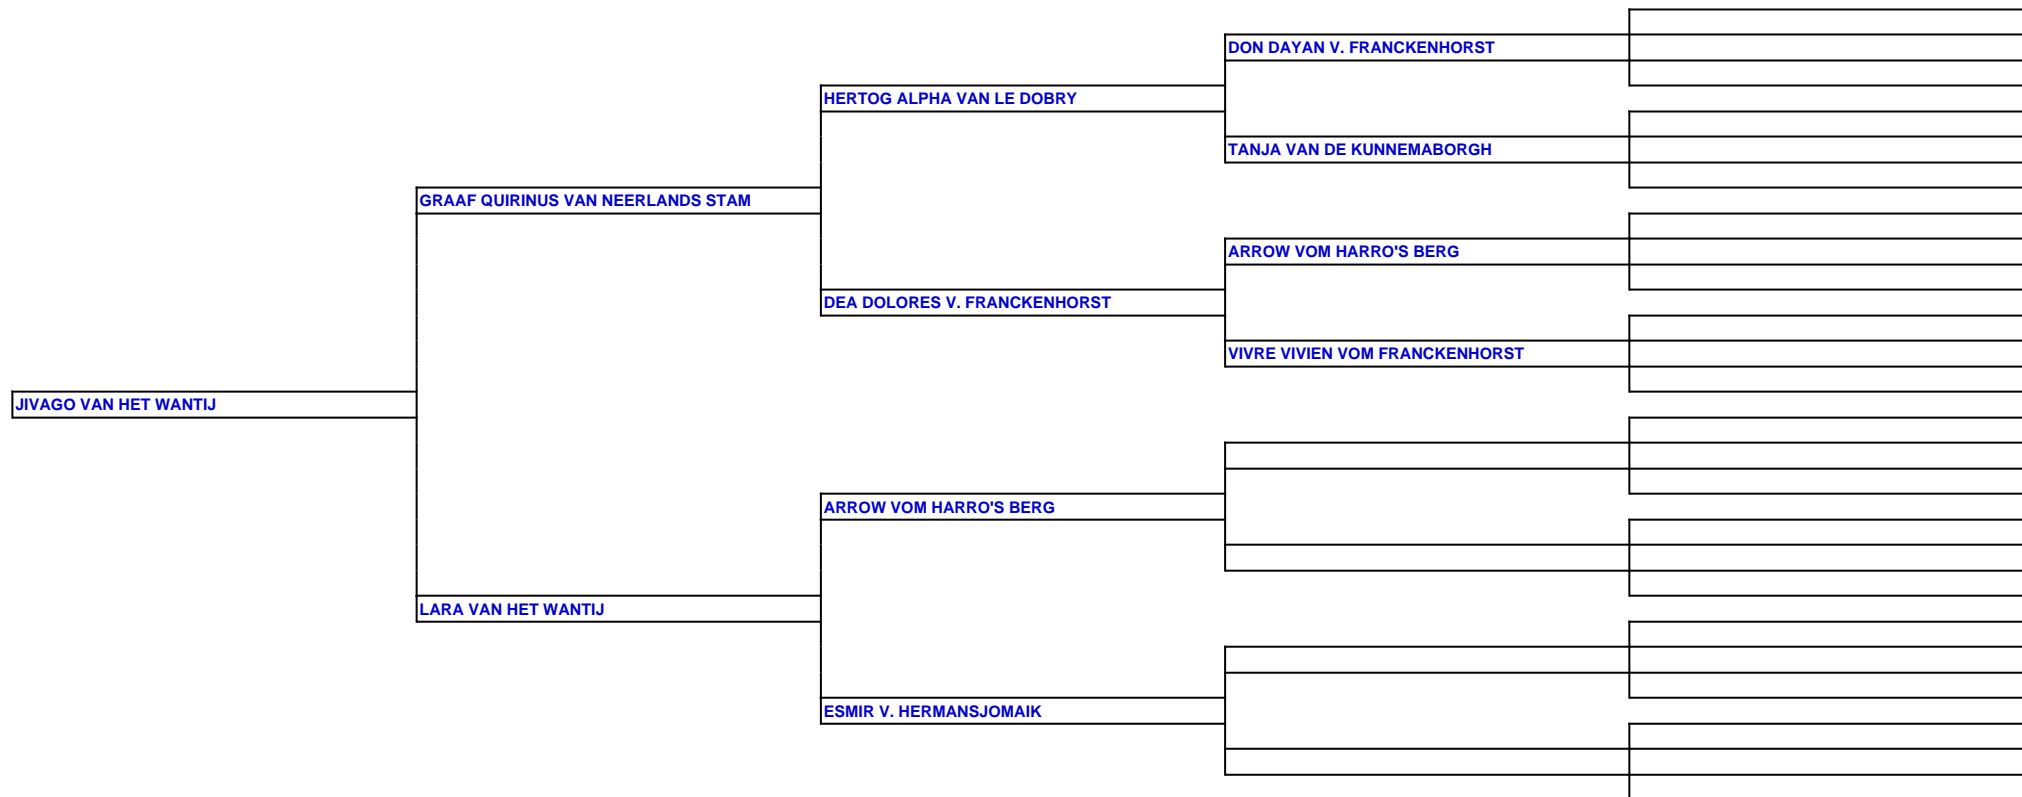 DON DAYAN V. FRANCKENHORST
HERTOG ALPHA VAN LE DOBRY
TANJA VAN DE KUNNEMABORGH
GRAAF QUIRINUS VAN NEERLANDS STAM
ARROW VOM HARRO'S BERG
DEA DOLORES V. FRANCKENHORST
VIVRE VIVIEN VOM FRANCKENHORST
JIVAGO VAN HET WANTIJ
ARROW VOM HARRO'S BERG
LARA VAN HET WANTIJ
ESMIR V. HERMANSJOMAIK